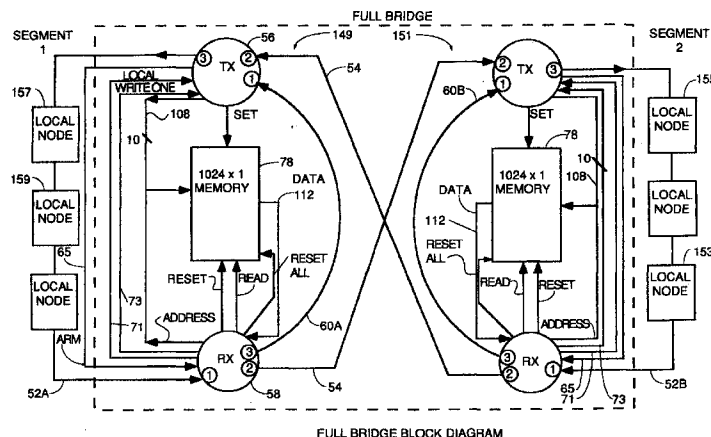 FULL BRIDGE
SEGMENT 1
56
149
151
SEGMENT 2
3
2
TX
1
2
3
TX
1
157
LOCAL
WRITE ONE
108
54
60B
155
LOCAL NODE
SET
SET
LOCAL NODE
10
78
78
10
108
1024 x 1 MEMORY
DATA
112
DATA
112
1024 x 1 MEMORY
159
LOCAL NODE
LOCAL NODE
65
RESET ALL
RESET ALL
RESET
READ
READ
RESET
153
LOCAL NODE
73
71
ADDRESS
60A
ADDRESS
LOCAL NODE
ARM
RX
3
2
1
54
3
2
RX
1
65
71
73
52A
58
52B
FULL BRIDGE BLOCK DIAGRAM